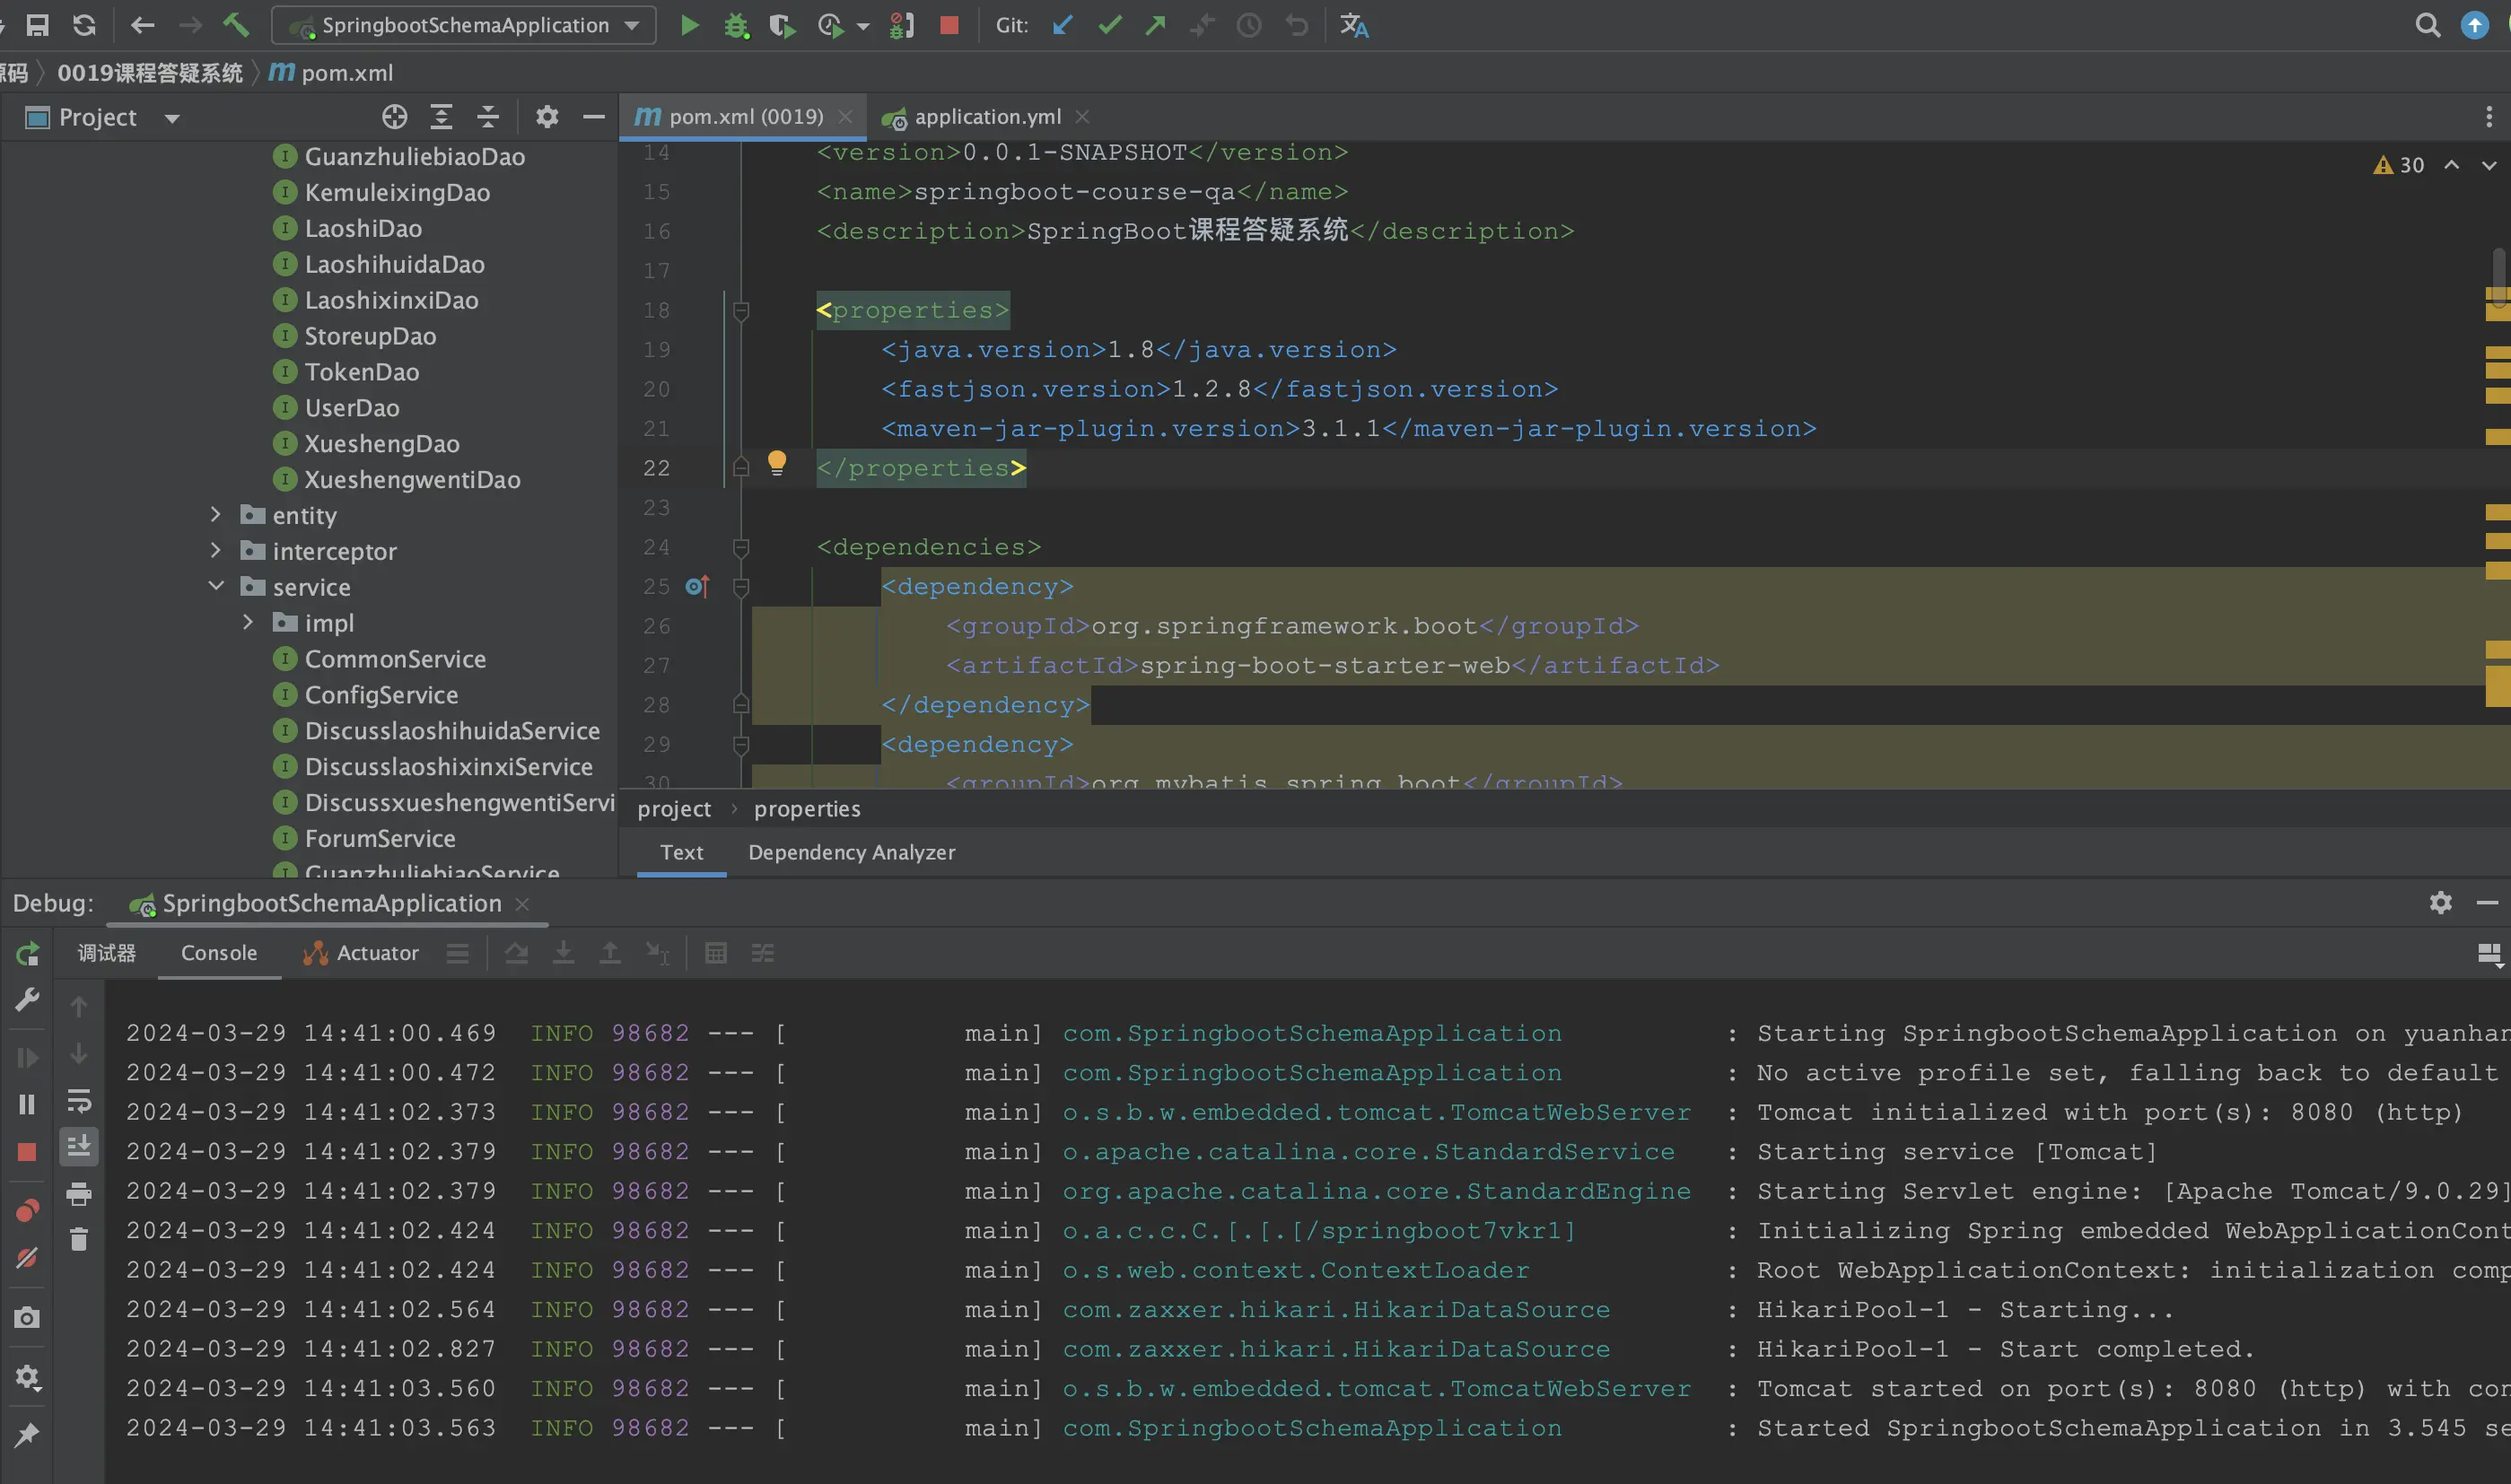 SpringbootSchemaApplication
Git:
源码 〉 0019课程答疑系统 〉 m pom.xml
Project
m pom.xml (0019)
application.yml
GuanzhuliebiaoDao
KemuleixingDao
LaoshiDao
LaoshihuidaDao
LaoshixinxiDao
StoreupDao
TokenDao
UserDao
XueshengDao
XueshengwentiDao
entity
interceptor
service
impl
CommonService
ConfigService
DiscusslaoshihuidaService
DiscusslaoshixinxiService
DiscussxueshengwentiServi
ForumService
GuanzhuliebiaoService
30
14 <version>0.0.1-SNAPSHOT</version>
15 <name>springboot-course-qa</name>
16 <description>SpringBoot课程答疑系统</description>
17
18 <properties>
19 <java.version>1.8</java.version>
20 <fastjson.version>1.2.8</fastjson.version>
21 <maven-jar-plugin.version>3.1.1</maven-jar-plugin.version>
22 </properties>
23
24 <dependencies>
25 <dependency>
26 <groupId>org.springframework.boot</groupId>
27 <artifactId>spring-boot-starter-web</artifactId>
28 </dependency>
29 <dependency>
30 <groupId>org.mybatis.spring.boot</groupId>
project › properties
Text Dependency Analyzer
Debug: SpringbootSchemaApplication
调试器 Console Actuator
2024-03-29 14:41:00.469  INFO 98682 --- [           main] com.SpringbootSchemaApplication          : Starting SpringbootSchemaApplication on yuanhan
2024-03-29 14:41:00.472  INFO 98682 --- [           main] com.SpringbootSchemaApplication          : No active profile set, falling back to default
2024-03-29 14:41:02.373  INFO 98682 --- [           main] o.s.b.w.embedded.tomcat.TomcatWebServer  : Tomcat initialized with port(s): 8080 (http)
2024-03-29 14:41:02.379  INFO 98682 --- [           main] o.apache.catalina.core.StandardService   : Starting service [Tomcat]
2024-03-29 14:41:02.379  INFO 98682 --- [           main] org.apache.catalina.core.StandardEngine  : Starting Servlet engine: [Apache Tomcat/9.0.29]
2024-03-29 14:41:02.424  INFO 98682 --- [           main] o.a.c.c.C.[.[.[/springboot7vkr1]         : Initializing Spring embedded WebApplicationCont
2024-03-29 14:41:02.424  INFO 98682 --- [           main] o.s.web.context.ContextLoader            : Root WebApplicationContext: initialization comp
2024-03-29 14:41:02.564  INFO 98682 --- [           main] com.zaxxer.hikari.HikariDataSource       : HikariPool-1 - Starting...
2024-03-29 14:41:02.827  INFO 98682 --- [           main] com.zaxxer.hikari.HikariDataSource       : HikariPool-1 - Start completed.
2024-03-29 14:41:03.560  INFO 98682 --- [           main] o.s.b.w.embedded.tomcat.TomcatWebServer  : Tomcat started on port(s): 8080 (http) with con
2024-03-29 14:41:03.563  INFO 98682 --- [           main] com.SpringbootSchemaApplication          : Started SpringbootSchemaApplication in 3.545 se